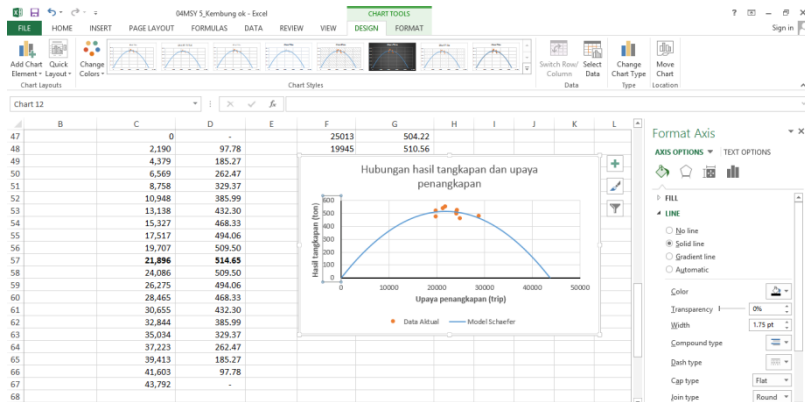 04MSY 5_Kembung ok - Excel
CHART TOOLS
Sign in
FILE HOME INSERT PAGE LAYOUT FORMULAS DATA REVIEW VIEW DESIGN FORMAT
Add Chart Element Quick Layout Change Colors Switch Row/ Column Select Data Change Chart Type Move Chart
Chart Layouts Chart Styles Data Type Location
Chart 12 fx
B C D E F G H I J K L
47 0 - 25013 504.22
48 2,190 97.78 19945 510.56
49 4,379 185.27
50 6,569 262.47
51 8,758 329.37
52 10,948 385.99
53 13,138 432.30
54 15,327 468.33
55 17,517 494.06
56 19,707 509.50
57 21,896 514.65
58 24,086 509.50
59 26,275 494.06
60 28,465 468.33
61 30,655 432.30
62 32,844 385.99
63 35,034 329.37
64 37,223 262.47
65 39,413 185.27
66 41,603 97.78
67 43,792 -
68
Hubungan hasil tangkapan dan upaya
penangkapan
Hasil tangkapan (ton)
600
500
400
300
200
100
0
0 10000 20000 30000 40000 50000
Upaya penangkapan (trip)
Data Aktual Model Schaefer
Format Axis
AXIS OPTIONS TEXT OPTIONS
FILL
LINE
No line
Solid line
Gradient line
Automatic
Color
Transparency 0%
Width 1.75 pt
Compound type
Dash type
Cap type Flat
Join type Round